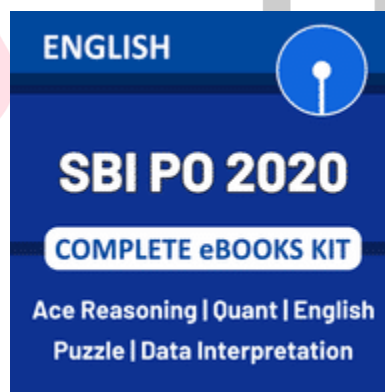 ENGLISH
SBI PO 2020
COMPLETE eBOOKS KIT
Ace Reasoning | Quant | English
Puzzle | Data Interpretation